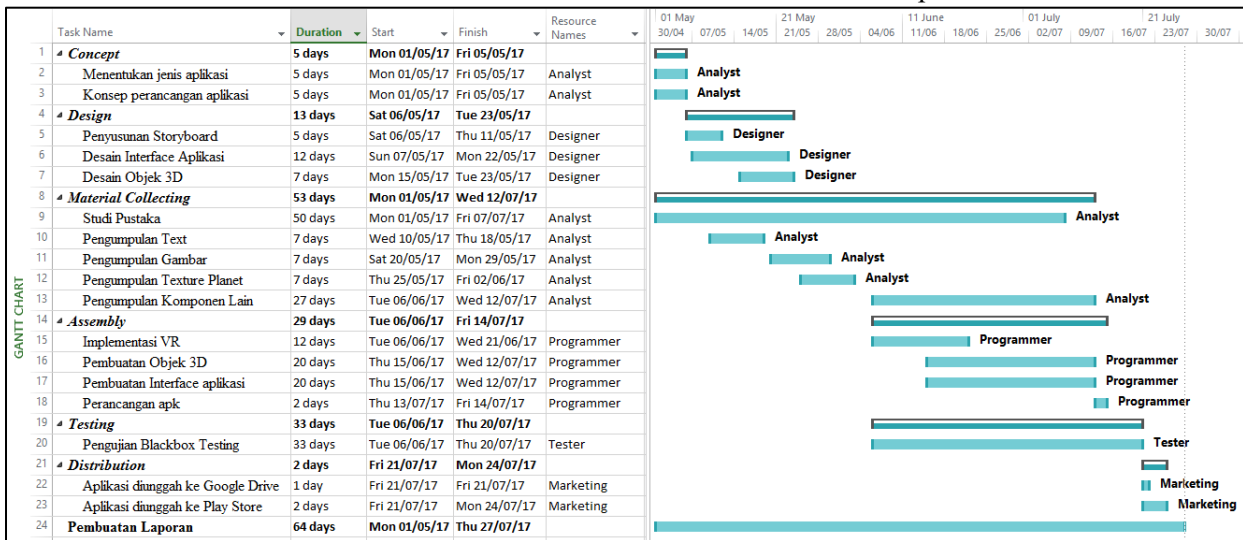 Task Name Duration Start Finish Resource Names 01 May 21 May 11 June 01 July 21 July
30/04 07/05 14/05 21/05 28/05 04/06 11/06 18/06 25/06 02/07 09/07 16/07 23/07 30/07
GANTT CHART
1 Concept 5 days Mon 01/05/17 Fri 05/05/17
2 Menentukan jenis aplikasi 5 days Mon 01/05/17 Fri 05/05/17 Analyst Analyst
3 Konsep perancangan aplikasi 5 days Mon 01/05/17 Fri 05/05/17 Analyst Analyst
4 Design 13 days Sat 06/05/17 Tue 23/05/17
5 Penyusunan Storyboard 5 days Sat 06/05/17 Thu 11/05/17 Designer Designer
6 Desain Interface Aplikasi 12 days Sun 07/05/17 Mon 22/05/17 Designer Designer
7 Desain Objek 3D 7 days Mon 15/05/17 Tue 23/05/17 Designer Designer
8 Material Collecting 53 days Mon 01/05/17 Wed 12/07/17
9 Studi Pustaka 50 days Mon 01/05/17 Fri 07/07/17 Analyst Analyst
10 Pengumpulan Text 7 days Wed 10/05/17 Thu 18/05/17 Analyst Analyst
11 Pengumpulan Gambar 7 days Sat 20/05/17 Mon 29/05/17 Analyst Analyst
12 Pengumpulan Texture Planet 7 days Thu 25/05/17 Fri 02/06/17 Analyst Analyst
13 Pengumpulan Komponen Lain 27 days Tue 06/06/17 Wed 12/07/17 Analyst Analyst
14 Assembly 29 days Tue 06/06/17 Fri 14/07/17
15 Implementasi VR 12 days Tue 06/06/17 Wed 21/06/17 Programmer Programmer
16 Pembuatan Objek 3D 20 days Thu 15/06/17 Wed 12/07/17 Programmer Programmer
17 Pembuatan Interface aplikasi 20 days Thu 15/06/17 Wed 12/07/17 Programmer Programmer
18 Perancangan apk 2 days Thu 13/07/17 Fri 14/07/17 Programmer Programmer
19 Testing 33 days Tue 06/06/17 Thu 20/07/17
20 Pengujian Blackbox Testing 33 days Tue 06/06/17 Thu 20/07/17 Tester Tester
21 Distribution 2 days Fri 21/07/17 Mon 24/07/17
22 Aplikasi diunggah ke Google Drive 1 day Fri 21/07/17 Fri 21/07/17 Marketing Marketing
23 Aplikasi diunggah ke Play Store 2 days Fri 21/07/17 Mon 24/07/17 Marketing Marketing
24 Pembuatan Laporan 64 days Mon 01/05/17 Thu 27/07/17